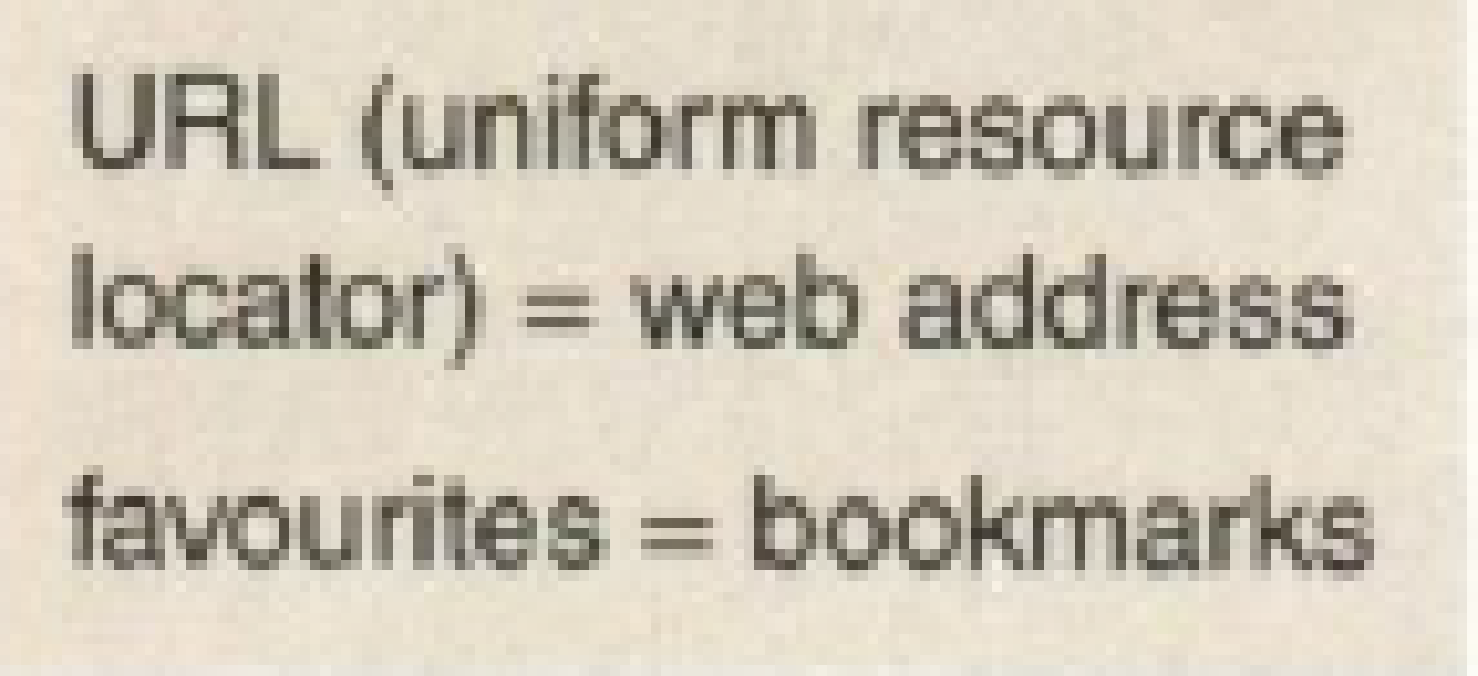 URL (uniform resource
locator) = web address
favourites = bookmarks